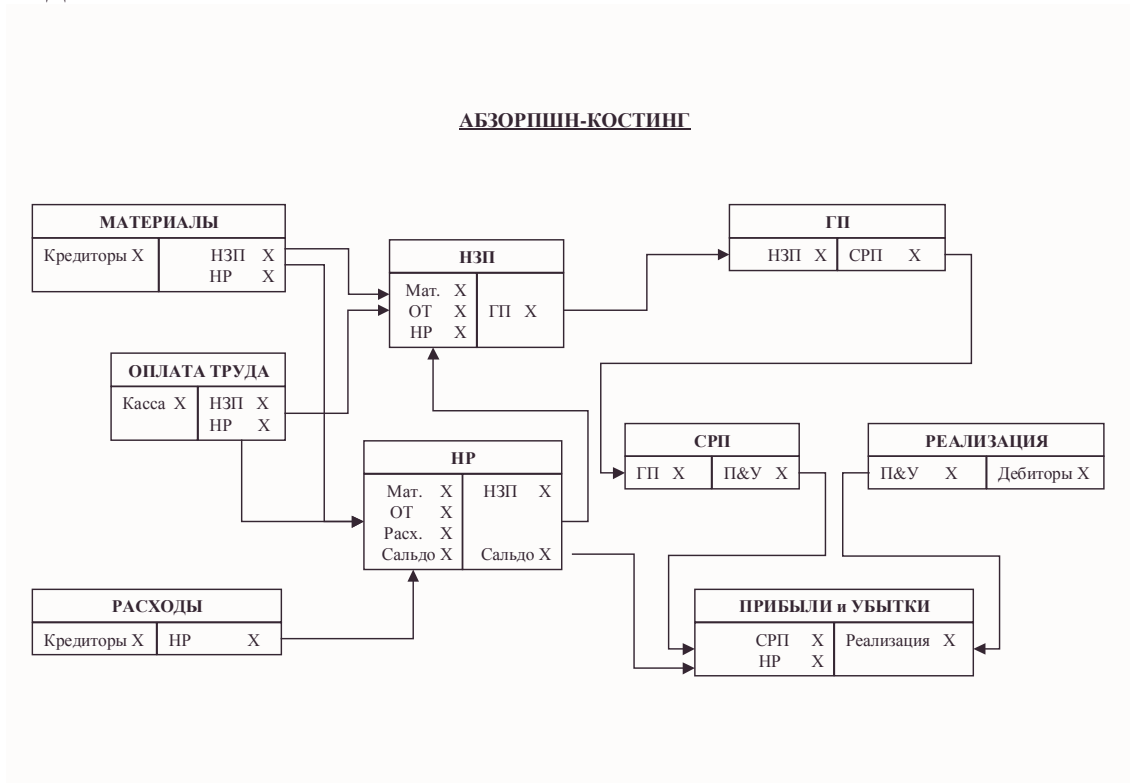 АБЗОРПШН-КОСТИНГ
МАТЕРИАЛЫ
Кредиторы X НЗП X
НР X
НЗП
Мат. X
ОТ X ГП X
НР X
ГП
НЗП X СРП X
ОПЛАТА ТРУДА
Касса X НЗП X
НР X
НР
Мат. X НЗП X
ОТ X
Расх. X
Сальдо X Сальдо X
СРП
ГП X П&У X
РЕАЛИЗАЦИЯ
П&У X Дебиторы X
РАСХОДЫ
Кредиторы X НР X
ПРИБЫЛИ и УБЫТКИ
СРП X Реализация X
НР X